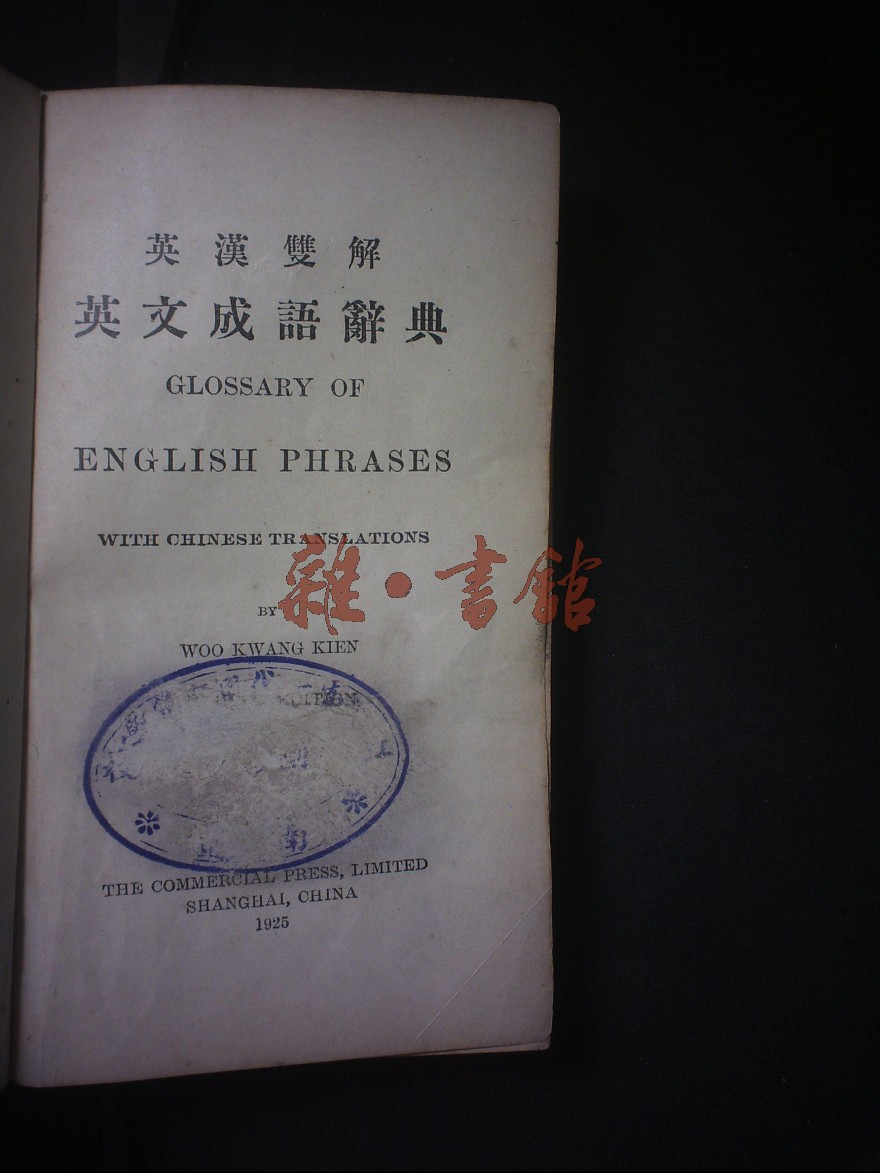 英漢雙解
英文成語辭典
GLOSSARY OF
ENGLISH PHRASES
WITH CHINESE TRANSLATIONS
雜·書館
BY
WOO KWANG KIEN
THE COMMERCIAL PRESS, LIMITED
SHANGHAI, CHINA
1925